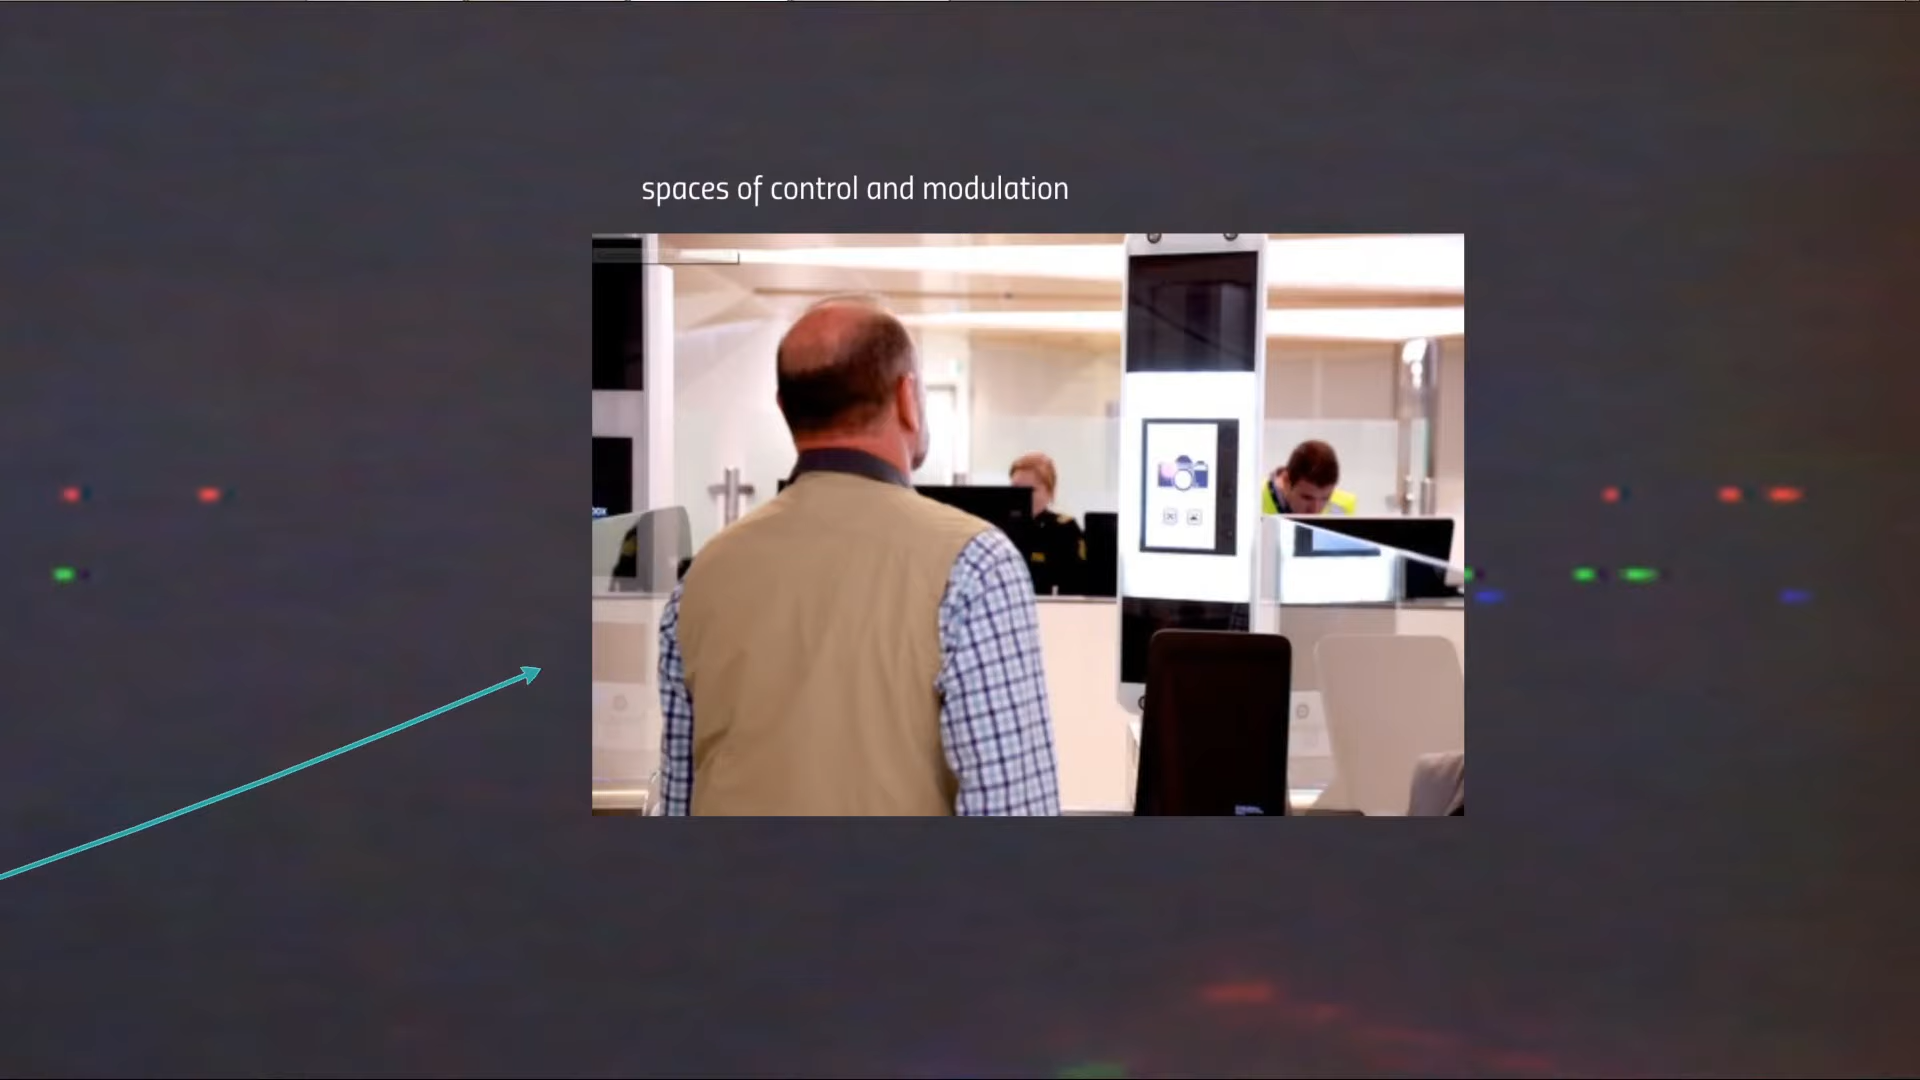 spaces of control and modulation